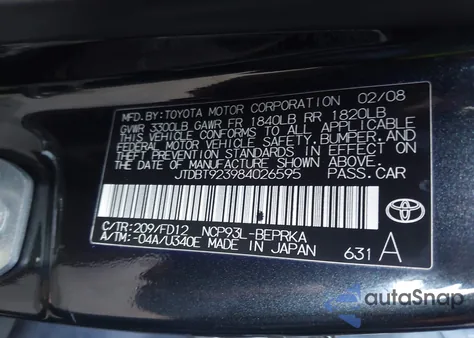 MFD. BY: TOYOTA MOTOR CORPORATION 02/08
GVWR 3300LB GAWR FR 1840LB RR 1820LB
THIS VEHICLE CONFORMS TO ALL APPLICABLE
FEDERAL MOTOR VEHICLE SAFETY, BUMPER, AND
THEFT PREVENTION STANDARDS IN EFFECT ON
THE DATE OF MANUFACTURE SHOWN ABOVE.
JTDBT923984026595 PASS.CAR
C/TR: 209/FD12 NCP93L-BEPRKA
A/TM: -04A/U340E MADE IN JAPAN
TOYOTA
631 A
autoSnap